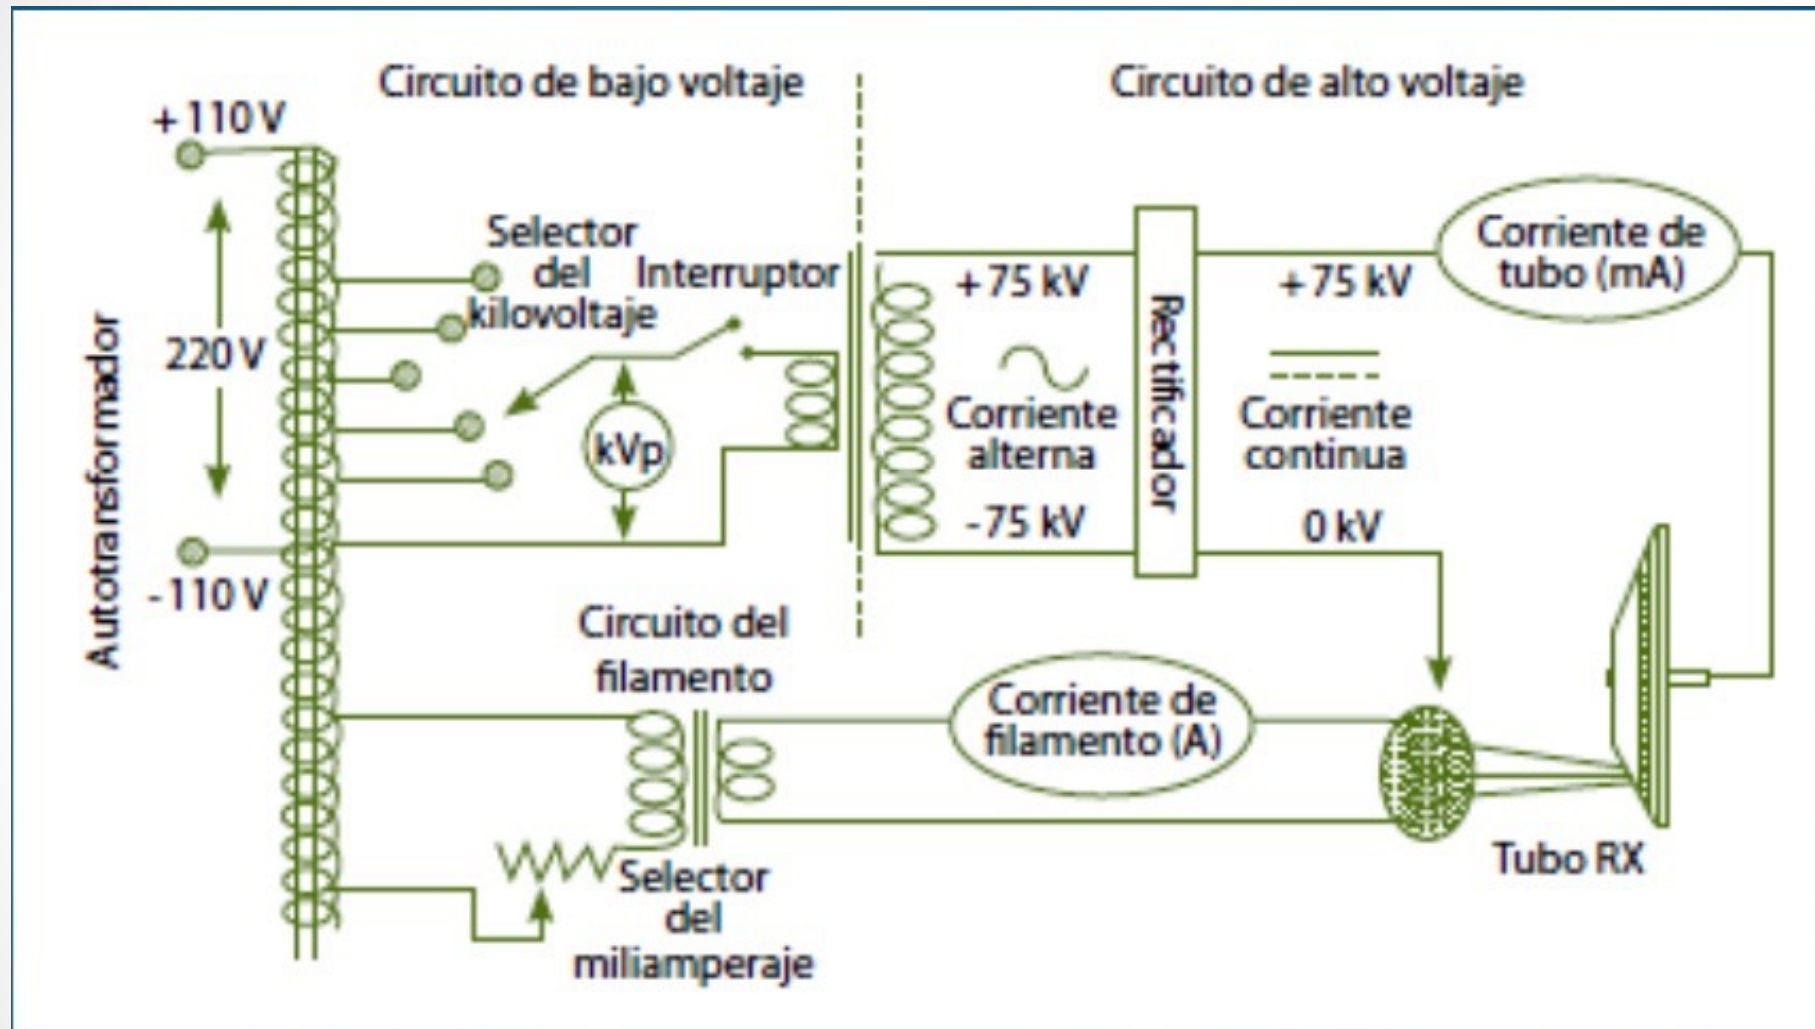 Circuito de bajo voltaje
Circuito de alto voltaje
+ 110 V
220 V
- 110 V
Autotransformador
Selector
del
kilovoltaje
Interruptor
kVp
+ 75 kV
Corriente
alterna
- 75 kV
Rectificador
+ 75 kV
Corriente
continua
0 kV
Corriente de
tubo (mA)
Circuito del
filamento
Corriente de
filamento (A)
Selector
del
miliamperaje
Tubo RX